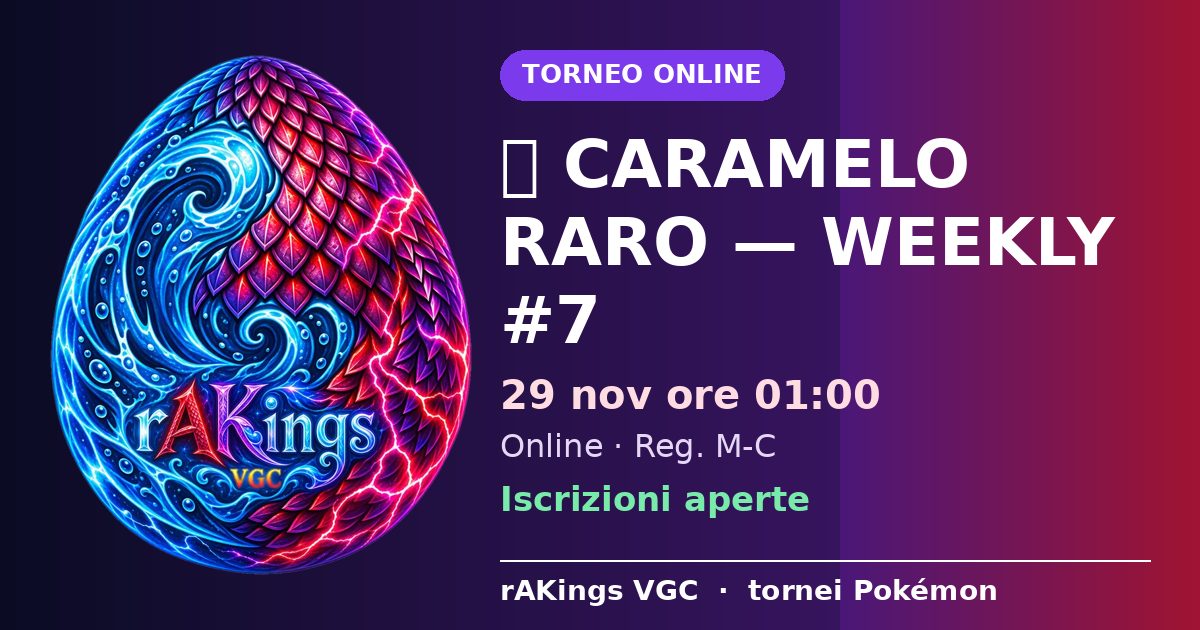 TORNEO ONLINE
CARAMELO
RARO — WEEKLY
#7
29 nov ore 01:00
Online · Reg. M-C
Iscrizioni aperte
rAKings VGC · tornei Pokémon
rAKings
VGC